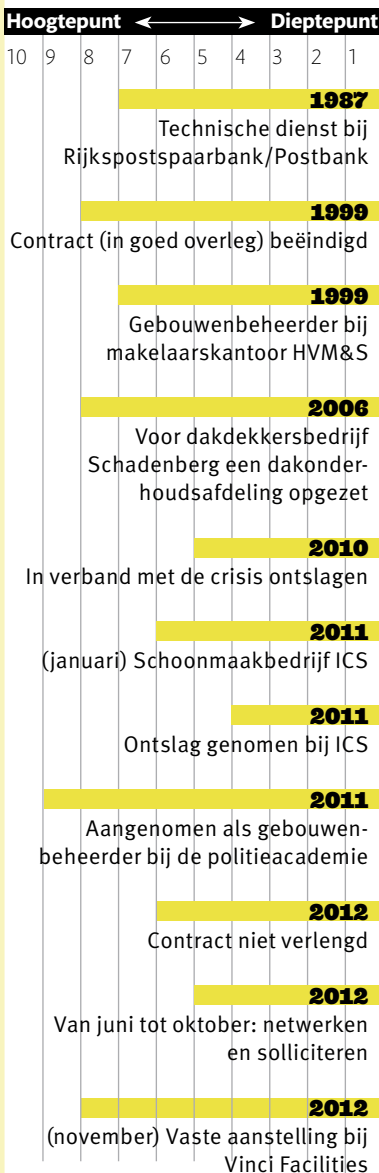 Hoogtepunt Dieptepunt
10 9 8 7 6 5 4 3 2 1
1987
Technische dienst bij
Rijkspostspaarbank/Postbank
1999
Contract (in goed overleg) beëindigd
1999
Gebouwenbeheerder bij
makelaarskantoor HVM&S
2006
Voor dakdekkersbedrijf
Schadenberg een dakonder-
houdsafdeling opgezet
2010
In verband met de crisis ontslagen
2011
(januari) Schoonmaakbedrijf ICS
2011
Ontslag genomen bij ICS
2011
Aangenomen als gebouwen-
beheerder bij de politieacademie
2012
Contract niet verlengd
2012
Van juni tot oktober: netwerken
en solliciteren
2012
(november) Vaste aanstelling bij
Vinci Facilities